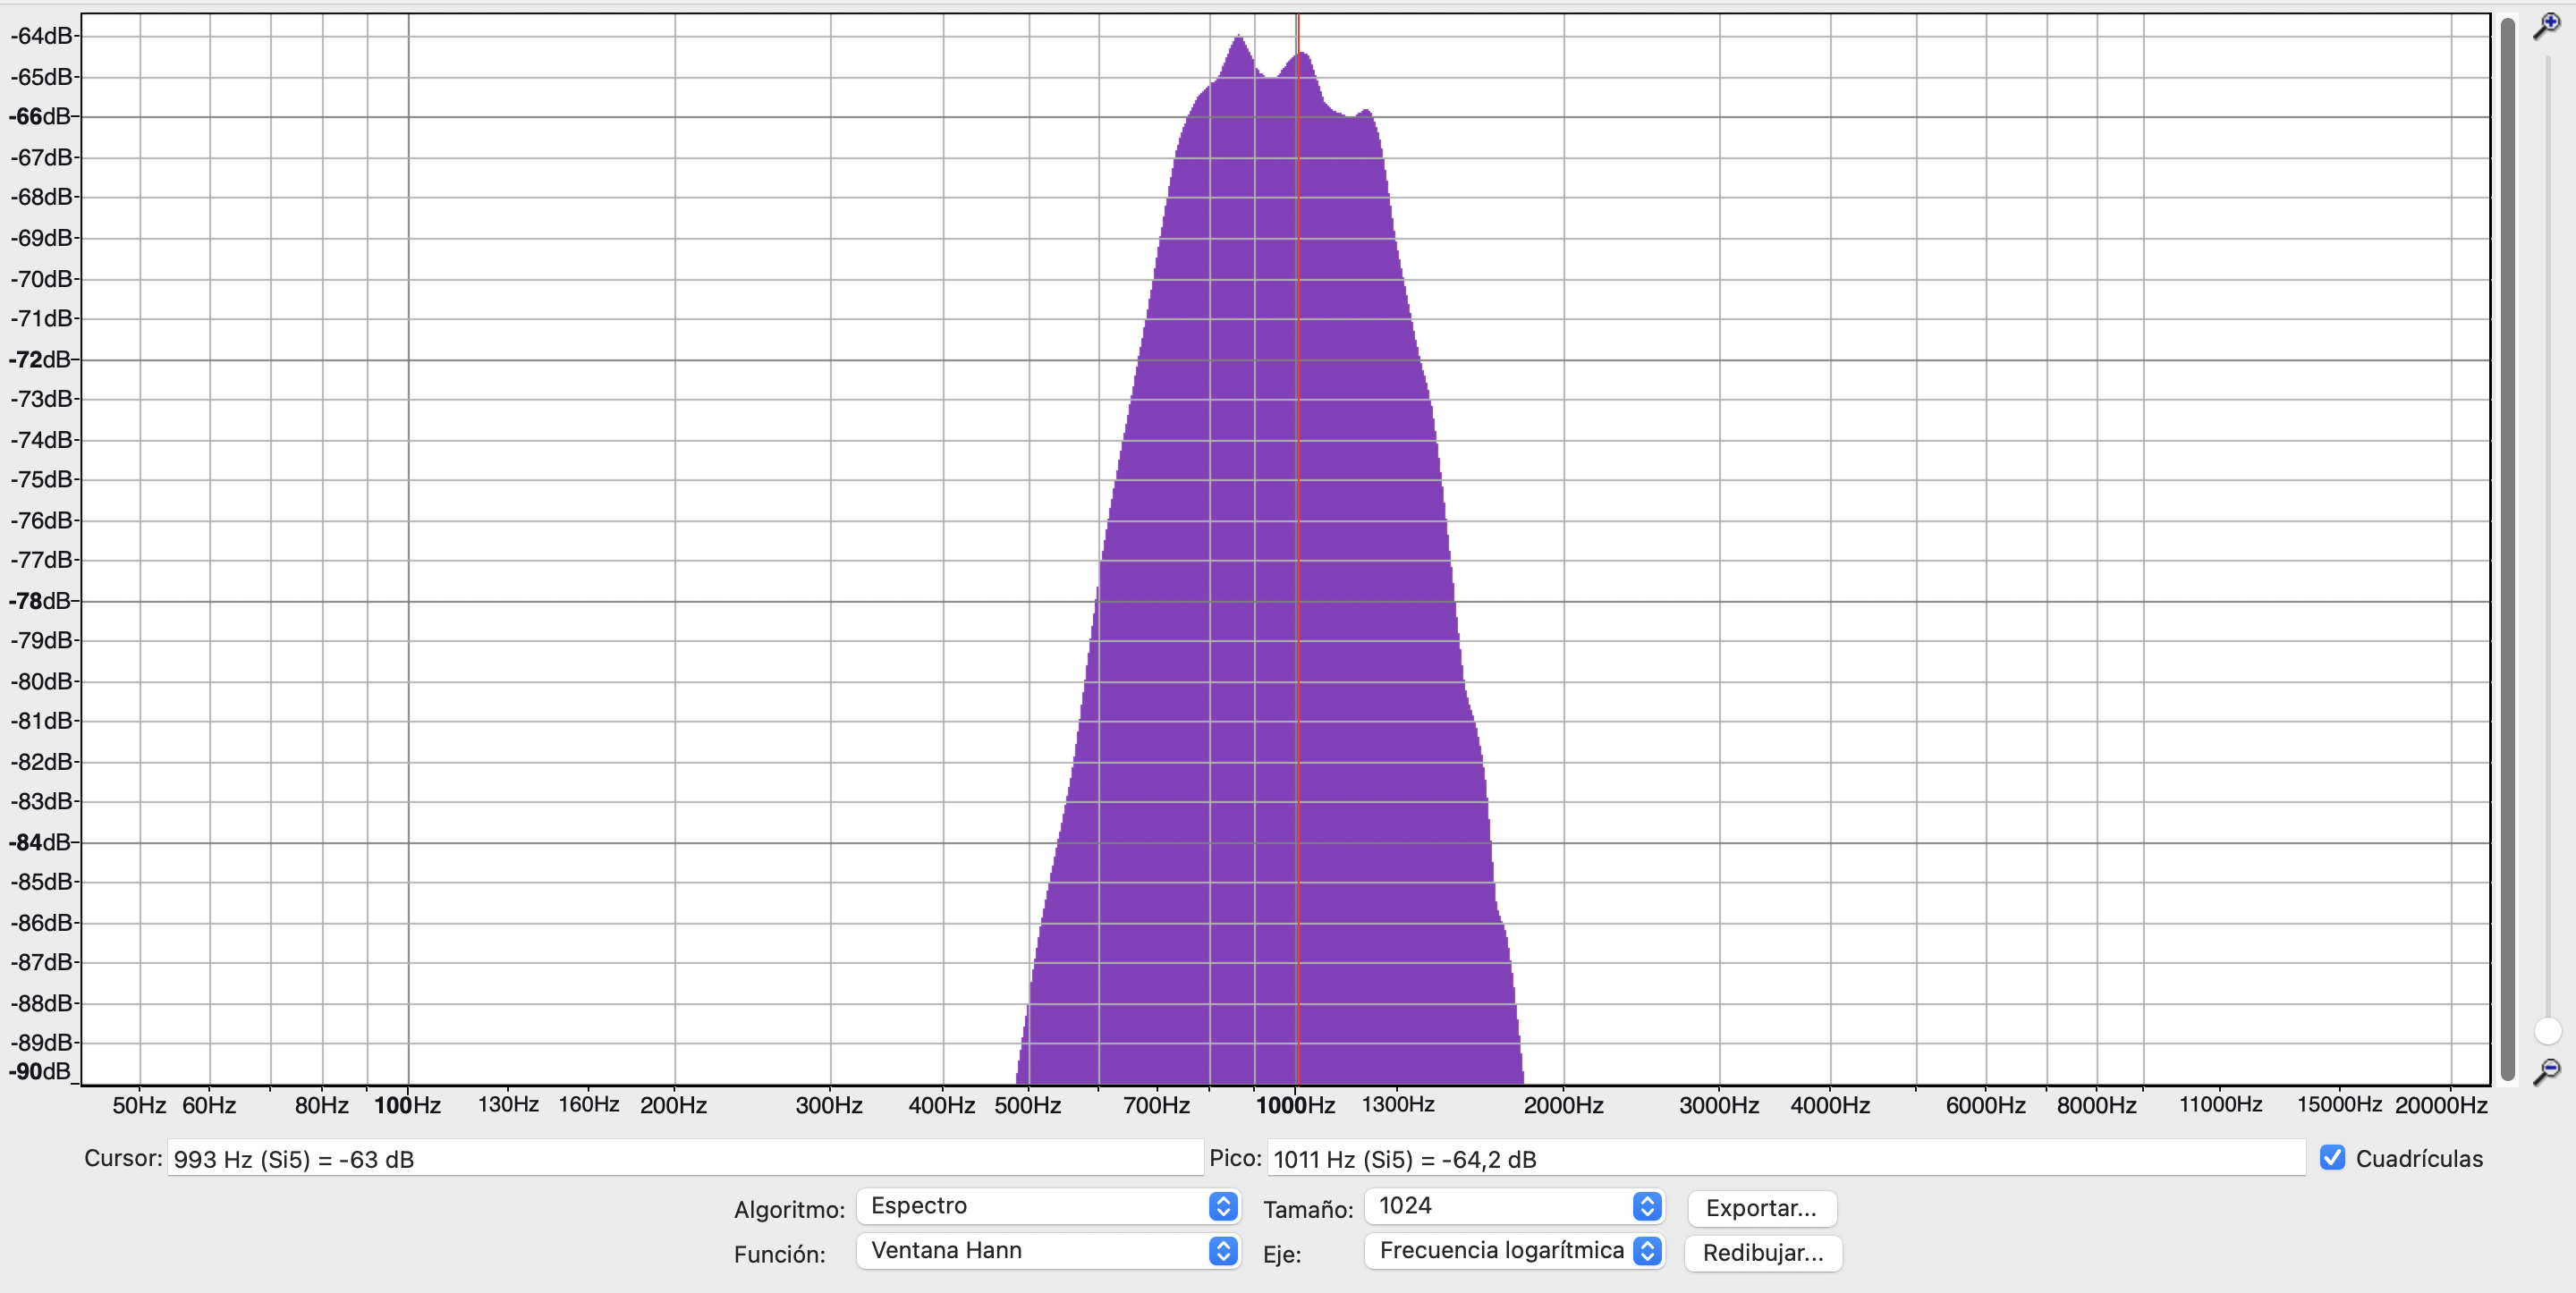 -64dB
-65dB
-66dB
-67dB
-68dB
-69dB
-70dB
-71dB
-72dB
-73dB
-74dB
-75dB
-76dB
-77dB
-78dB
-79dB
-80dB
-81dB
-82dB
-83dB
-84dB
-85dB
-86dB
-87dB
-88dB
-89dB
-90dB
50Hz 60Hz 80Hz 100Hz 130Hz 160Hz 200Hz 300Hz 400Hz 500Hz 700Hz 1000Hz 1300Hz 2000Hz 3000Hz 4000Hz 6000Hz 8000Hz 11000Hz 15000Hz 20000Hz
Cursor: 993 Hz (Si5) = -63 dB Pico: 1011 Hz (Si5) = -64,2 dB Cuadrículas
Algoritmo: Espectro Tamaño: 1024 Exportar...
Función: Ventana Hann Eje: Frecuencia logarítmica Redibujar...